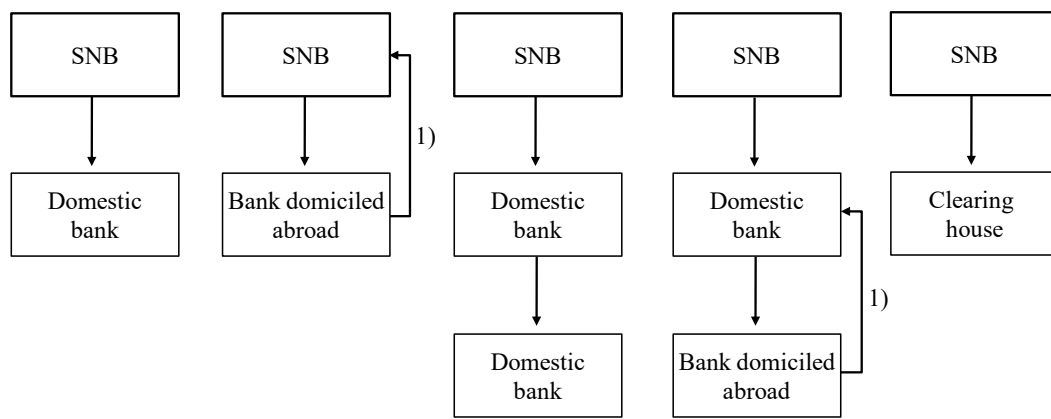 SNB
SNB
SNB
SNB
SNB
1)
Domestic
bank
Bank domiciled
abroad
Domestic
bank
Domestic
bank
Clearing
house
1)
Domestic
bank
Bank domiciled
abroad